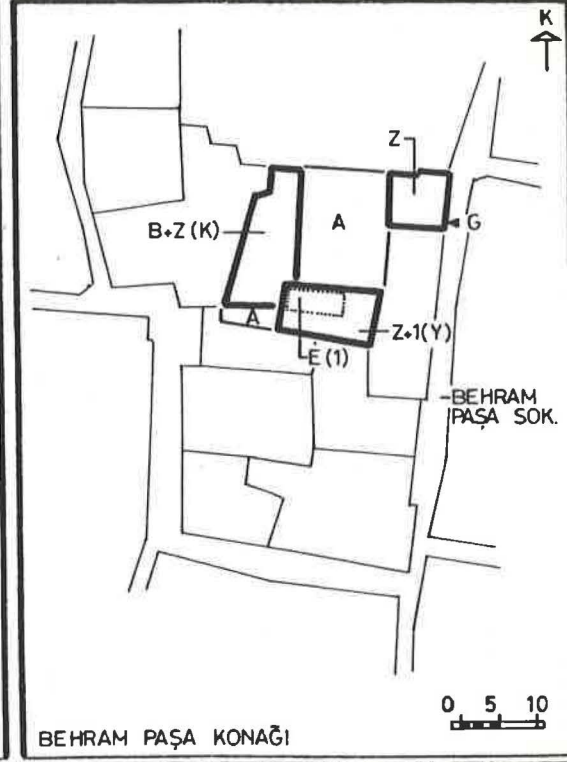 K
Z
G
B+Z (K)
A
A
Z+1(Y)
E (1)
BEHRAM
PAŞA SOK.
0 5 10
BEHRAM PAŞA KONAĞI